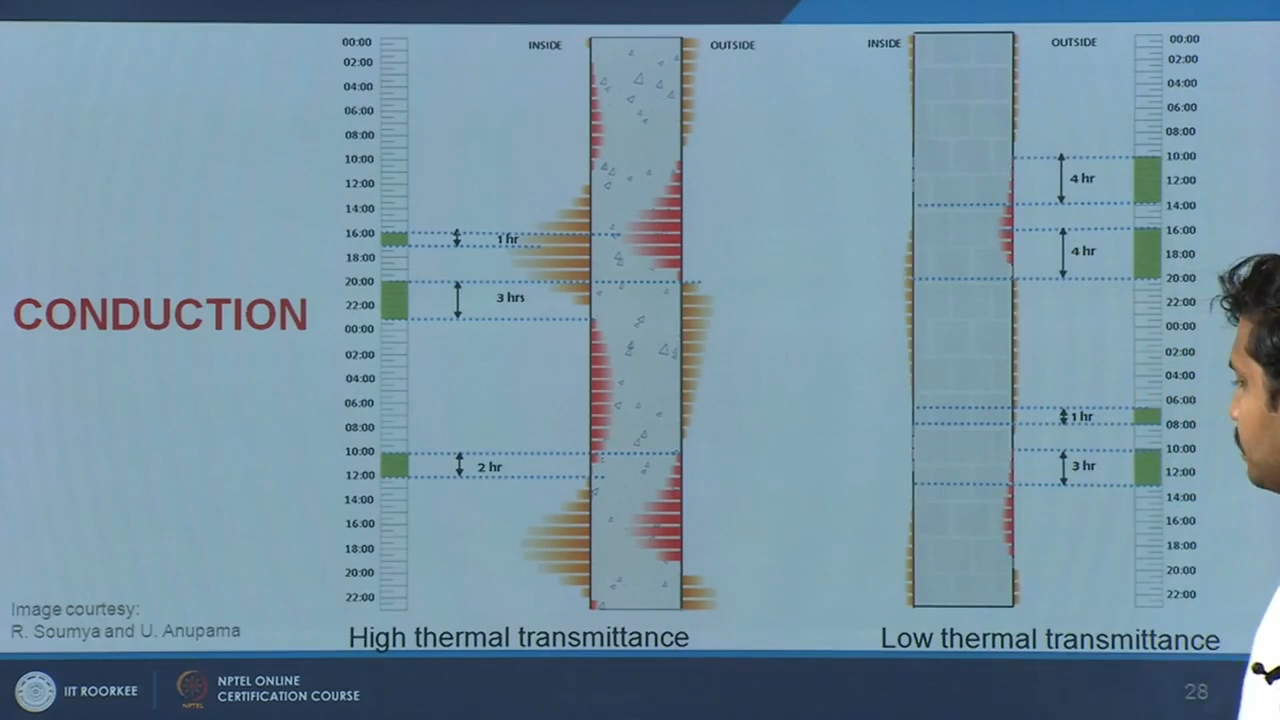 CONDUCTION
00:00
02:00
04:00
06:00
08:00
10:00
12:00
14:00
16:00
18:00
20:00
22:00
00:00
02:00
04:00
06:00
08:00
10:00
12:00
14:00
16:00
18:00
20:00
22:00
INSIDE
OUTSIDE
1 hr
3 hrs
2 hr
High thermal transmittance
INSIDE
OUTSIDE
4 hr
4 hr
1 hr
3 hr
00:00
02:00
04:00
06:00
08:00
10:00
12:00
14:00
16:00
18:00
20:00
22:00
00:00
02:00
04:00
06:00
08:00
10:00
12:00
14:00
16:00
18:00
20:00
22:00
Low thermal transmittance
Image courtesy:
R. Soumya and U. Anupama
IIT ROORKEE
NPTEL
NPTEL ONLINE
CERTIFICATION COURSE
28